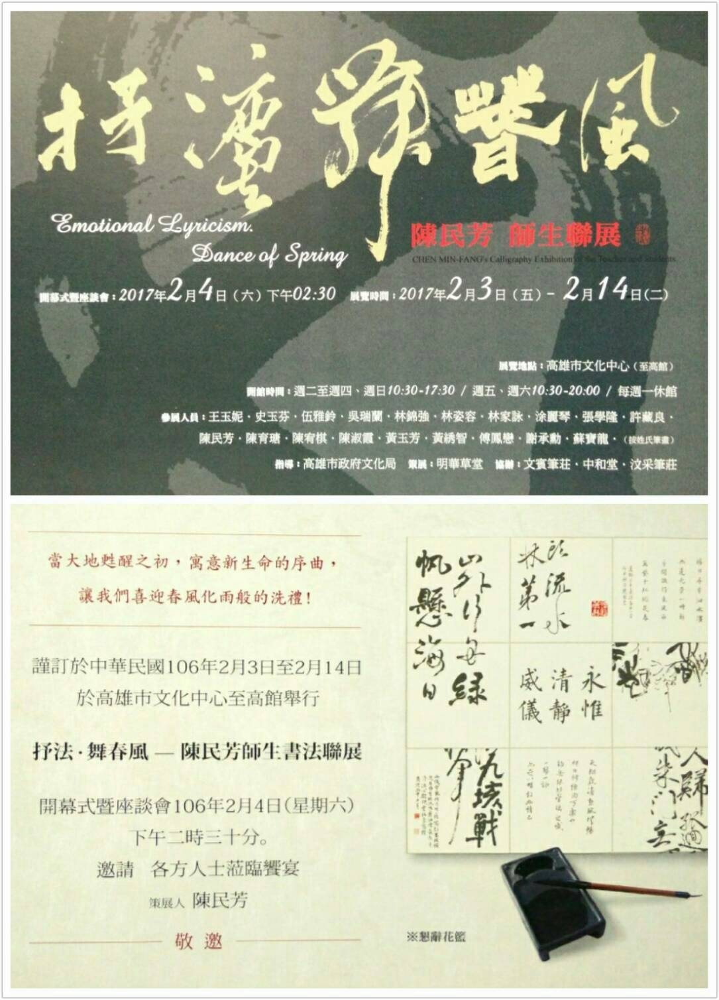 抒灋舞春風
Emotional Lyricism.
Dance of Spring
陳民芳 師生聯展
CHEN MIN-FANG's Calligraphy Exhibition of the Teacher and Students
開幕式暨座談會：2017年2月4日（六）下午02:30
展覽時間：2017年2月3日（五）- 2月14日（二）
展覽地點：高雄市文化中心（至高館）
開館時間：週二至週四、週日10:30-17:30 / 週五、週六10:30-20:00 / 每週一休館
參展人員：王玉妮・史玉芬・伍雅鈴・吳瑞蘭・林錦強・林姿容・林家詠・涂麗琴・張學隆・許藏良・
陳民芳・陳育瑭・陳宥棋・陳淑霞・黃玉芳・黃綉智・傅鳳戀・謝承勳・蘇寶龍・（按姓氏筆畫）
指導：高雄市政府文化局 策展：明華草堂 協辦：文賓筆莊・中和堂・汶采筆莊
當大地甦醒之初，寓意新生命的序曲，
讓我們喜迎春風化雨般的洗禮！
謹訂於中華民國106年2月3日至2月14日
於高雄市文化中心至高館舉行
抒法・舞春風 — 陳民芳師生書法聯展
開幕式暨座談會106年2月4日（星期六）
下午二時三十分。
邀請 各方人士蒞臨饗宴
策展人 陳民芳
敬邀
山外行舟綠
帆懸海日
流水
林第一
永惟
清靜
威儀
※懇辭花籃